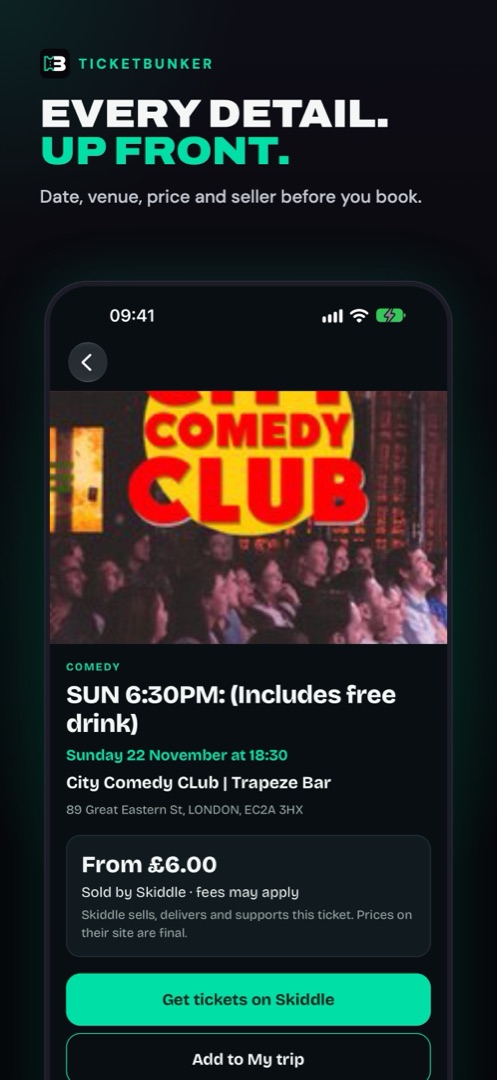 TICKETBUNKER
EVERY DETAIL.
UP FRONT.
Date, venue, price and seller before you book.
09:41
CITY
COMEDY
CLUB
COMEDY
SUN 6:30PM: (Includes free
drink)
Sunday 22 November at 18:30
City Comedy CLub | Trapeze Bar
89 Great Eastern St, LONDON, EC2A 3HX
From £6.00
Sold by Skiddle · fees may apply
Skiddle sells, delivers and supports this ticket. Prices on
their site are final.
Get tickets on Skiddle
Add to My trip